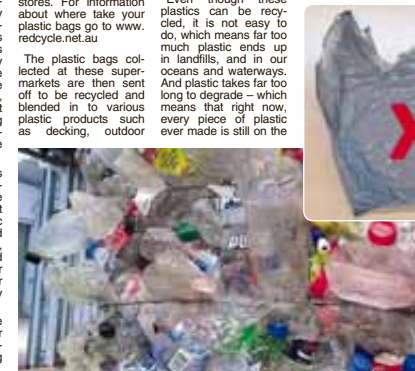 stores. For information
about where take your
plastic bags go to www.
redcycle.net.au
The plastic bags col-
lected at these super-
markets are then sent
off to be recycled and
blended in to various
plastic products such
as decking, outdoor
Even though these
plastics can be recy-
cled, it is not easy to
do, which means far too
much plastic ends up
in landfills, and in our
oceans and waterways.
And plastic takes far too
long to degrade – which
means that right now,
every piece of plastic
ever made is still on the